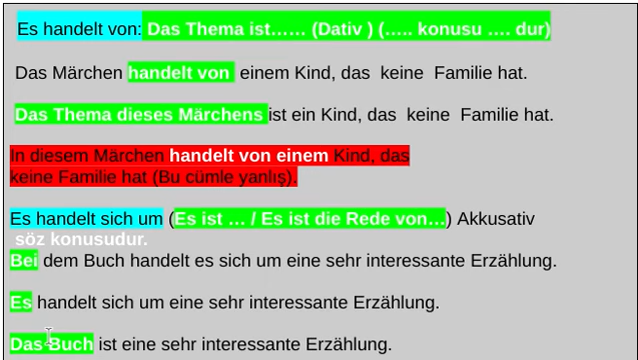 Es handelt von: Das Thema ist…… (Dativ ) (….. konusu …. dur)
Das Märchen handelt von einem Kind, das keine Familie hat.
Das Thema dieses Märchens ist ein Kind, das keine Familie hat.
In diesem Märchen handelt von einem Kind, das
keine Familie hat (Bu cümle yanlış).
Es handelt sich um (Es ist … / Es ist die Rede von…) Akkusativ
söz konusudur.
Bei dem Buch handelt es sich um eine sehr interessante Erzählung.
Es handelt sich um eine sehr interessante Erzählung.
Das Buch ist eine sehr interessante Erzählung.